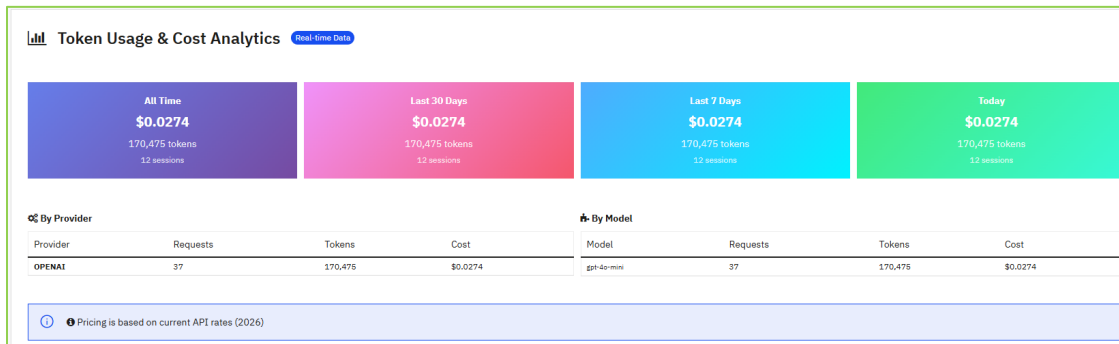 Token Usage & Cost Analytics Real-time Data
All Time
$0.0274
170,475 tokens
12 sessions
Last 30 Days
$0.0274
170,475 tokens
12 sessions
Last 7 Days
$0.0274
170,475 tokens
12 sessions
Today
$0.0274
170,475 tokens
12 sessions
By Provider
Provider Requests Tokens Cost
OPENAI 37 170,475 $0.0274
By Model
Model Requests Tokens Cost
gpt-4o-mini 37 170,475 $0.0274
Pricing is based on current API rates (2026)